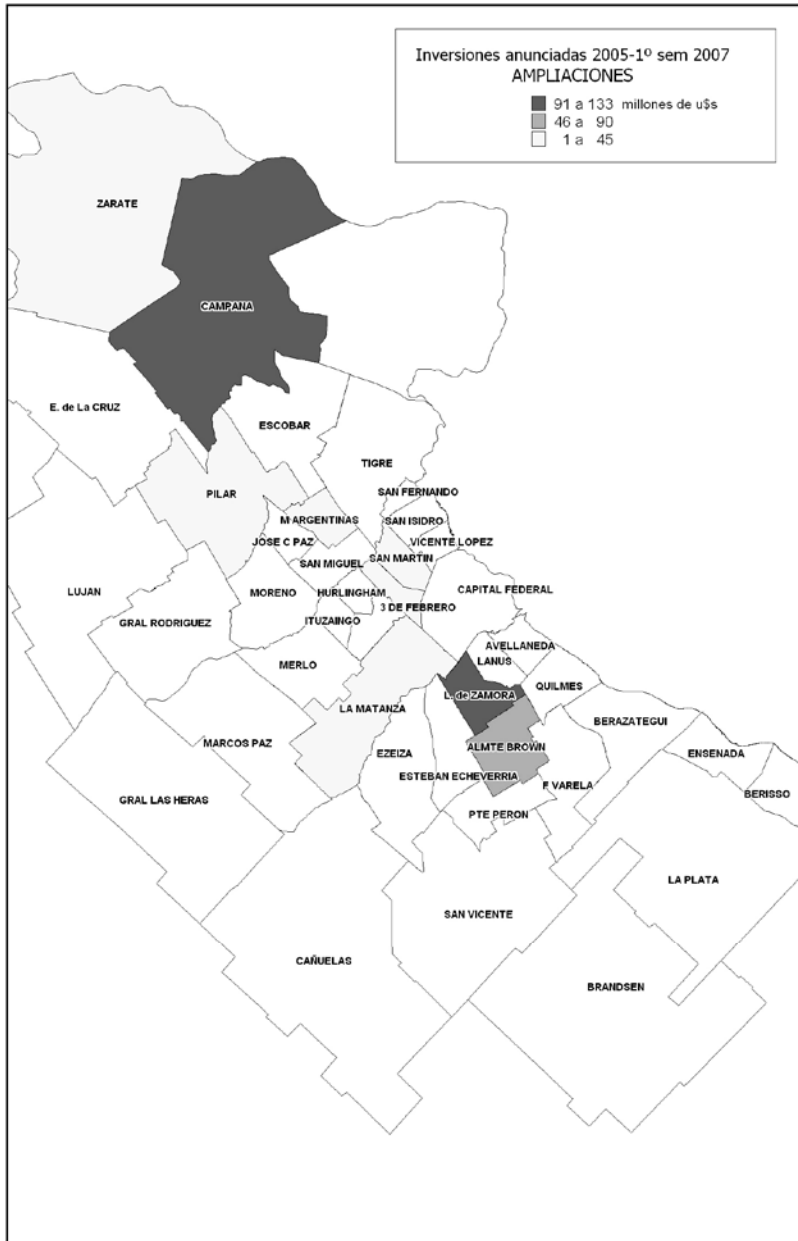 Inversiones anunciadas 2005-1º sem 2007
AMPLIACIONES
91 a 133 millones de u$s
46 a 90
1 a 45
ZARATE
CAMPANA
E. de La CRUZ
ESCOBAR
TIGRE
PILAR
SAN FERNANDO
M ARGENTINAS
SAN ISIDRO
JOSE C PAZ
VICENTE LOPEZ
SAN MARTIN
SAN MIGUEL
LUJAN
MORENO
HURLINGHAM
CAPITAL FEDERAL
3 DE FEBRERO
GRAL RODRIGUEZ
ITUZAINGO
AVELLANEDA
LANUS
MERLO
QUILMES
L. de ZAMORA
LA MATANZA
BERAZATEGUI
MARCOS PAZ
ALMTE BROWN
EZEIZA
ENSENADA
ESTEBAN ECHEVERRIA
F VARELA
BERISSO
GRAL LAS HERAS
PTE PERON
LA PLATA
SAN VICENTE
CAÑUELAS
BRANDSEN